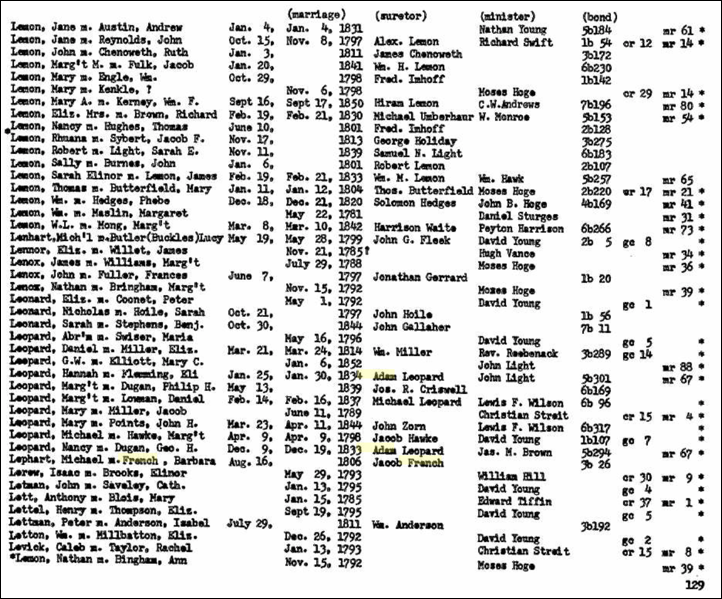 (marriage) (suretor) (minister) (bond)
Lemon, Jane m. Austin, Andrew Jan. 4, Jan. 4, 1831 Nathan Young 5b184 mr 61 *
Lemon, Jane m. Reynolds, John Oct. 15, Nov. 8, 1797 Alex. Lemon Richard Swift 1b 54 cr 12 mr 14 *
Lemon, John m. Chenoweth, Ruth Jan. 3, 1811 James Chenoweth 3b172
Lemon, Marg't M. m. Fulk, Jacob Jan. 20, 1841 Wm. H. Lemon 6b230
Lemon, Mary m. Engle, Wm. Oct. 29, 1798 Fred. Imhoff 1b142
Lemon, Mary m. Kenkle, ? Nov. 6, 1798 Moses Hoge cr 29 mr 14 *
Lemon, Mary A. m. Kerney, Wm. F. Sept 16, Sept 17, 1850 Hiram Lemon C.W.Andrews 7b196 mr 80 *
Lemon, Eliz. Mrs. m. Brown, Richard Feb. 19, Feb. 21, 1830 Michael Umberhaur W. Monroe 5b153 mr 54 *
*Lemon, Nancy m. Hughes, Thomas June 10, 1801 Fred. Imhoff 2b128
Lemon, Rhuana m. Sybert, Jacob F. Nov. 17, 1813 George Holiday 3b275
Lemon, Robert m. Light, Sarah E. Nov. 11, 1839 Samuel N. Light 6b183
Lemon, Sally m. Burnes, John Jan. 6, 1801 Robert Lemon 2b107
Lemon, Sarah Elinor m. Lemon, James Feb. 19, Feb. 21, 1833 Wm. M. Lemon Wm. Hawk 5b257 mr 65
Lemon, Thomas m. Butterfield, Mary Jan. 11, Jan. 12, 1804 Thos. Butterfield Moses Hoge 2b220 wr 17 mr 21 *
Lemon, Wm. m. Hedges, Phebe Dec. 18, Dec. 21, 1820 Solomon Hedges John B. Hoge 4b169 mr 41 *
Lemon, Wm. m. Maslin, Margaret May 22, 1781 Daniel Sturges mr 31 *
Lemon, W.L. m. Mong, Marg't Mar. 8, Mar. 10, 1842 Harrison Waite Peyton Harrison 6b266 mr 73 *
Lenhart,Mich'l m.Butler(Buckles)Lucy May 19, May 28, 1799 John G. Fleek David Young 2b 5 gc 8 *
Lennor, Eliz. m. Willet, James Nov. 21, 1785† Hugh Vance mr 34 *
Lenox, James m. Williams, Marg't July 29, 1788 Moses Hoge mr 36 *
Lenox, John m. Fuller, Frances June 7, 1797 Jonathan Gerrard 1b 20
Lenox, Nathan m. Bringham, Marg't Nov. 15, 1792 Moses Hoge mr 39 *
Leonard, Eliz. m. Coonet, Peter May 1, 1792 David Young gc 1 *
Leonard, Nicholas m. Hoile, Sarah Oct. 21, 1797 John Hoile 1b 56
Leonard, Sarah m. Stephens, Benj. Oct. 30, 1844 John Gallaher 7b 11
Leopard, Abr'm m. Swiser, Maria May 16, 1796 David Young gc 5 *
Leopard, Daniel m. Miller, Eliz. Mar. 21, Mar. 24, 1814 Wm. Miller Rev. Reebenack 3b289 gc 14 *
Leopard, G.W. m. Elliott, Mary C. Jan. 6, 1852 John Light mr 88 *
Leopard, Hannah m. Flemming, Eli Jan. 25, Jan. 30, 1834 Adam Leopard John Light 5b301 mr 67 *
Leopard, Marg't m. Dugan, Philip H. May 13, 1839 Jos. R. Criswell 6b169
Leopard, Marg't m. Lowman, Daniel Feb. 14, Feb. 16, 1837 Michael Leopard Lewis F. Wilson 6b 96 *
Leopard, Mary m. Miller, Jacob June 11, 1789 Christian Streit cr 15 mr 4 *
Leopard, Mary m. Points, John H. Mar. 23, Apr. 11, 1844 John Zorn Lewis F. Wilson 6b317 *
Leopard, Michael m. Hawke, Marg't Apr. 9, Apr. 9, 1798 Jacob Hawke David Young 1b107 gc 7 *
Leopard, Nancy m. Dugan, Geo. H. Dec. 9, Dec. 19, 1833 Adam Leopard Jas. M. Brown 5b294 mr 67 *
Lephart, Michael m. French, Barbara Aug. 16, 1806 Jacob French 3b 26
Lerew, Isaac m. Brooks, Elinor May 29, 1793 William Hill cr 30 mr 9 *
Letman, John m. Saveley, Cath. Jan. 13, 1795 David Young gc 4 *
Lett, Anthony m. Blois, Mary Jan. 15, 1785 Edward Tiffin cr 37 mr 1 *
Lettel, Henry m. Thompson, Eliz. Sept 19, 1795 David Young gc 5 *
Lettman, Peter m. Anderson, Isabel July 29, 1811 Wm. Anderson 3b192
Letton, Wm. m. Millbatton, Eliz. Dec. 26, 1792 David Young gc 2 *
Levick, Caleb m. Taylor, Rachel Jan. 13, 1793 Christian Streit cr 15 mr 8 *
*Lemon, Nathan m. Bingham, Ann Nov. 15, 1792 Moses Hoge mr 39 *
129